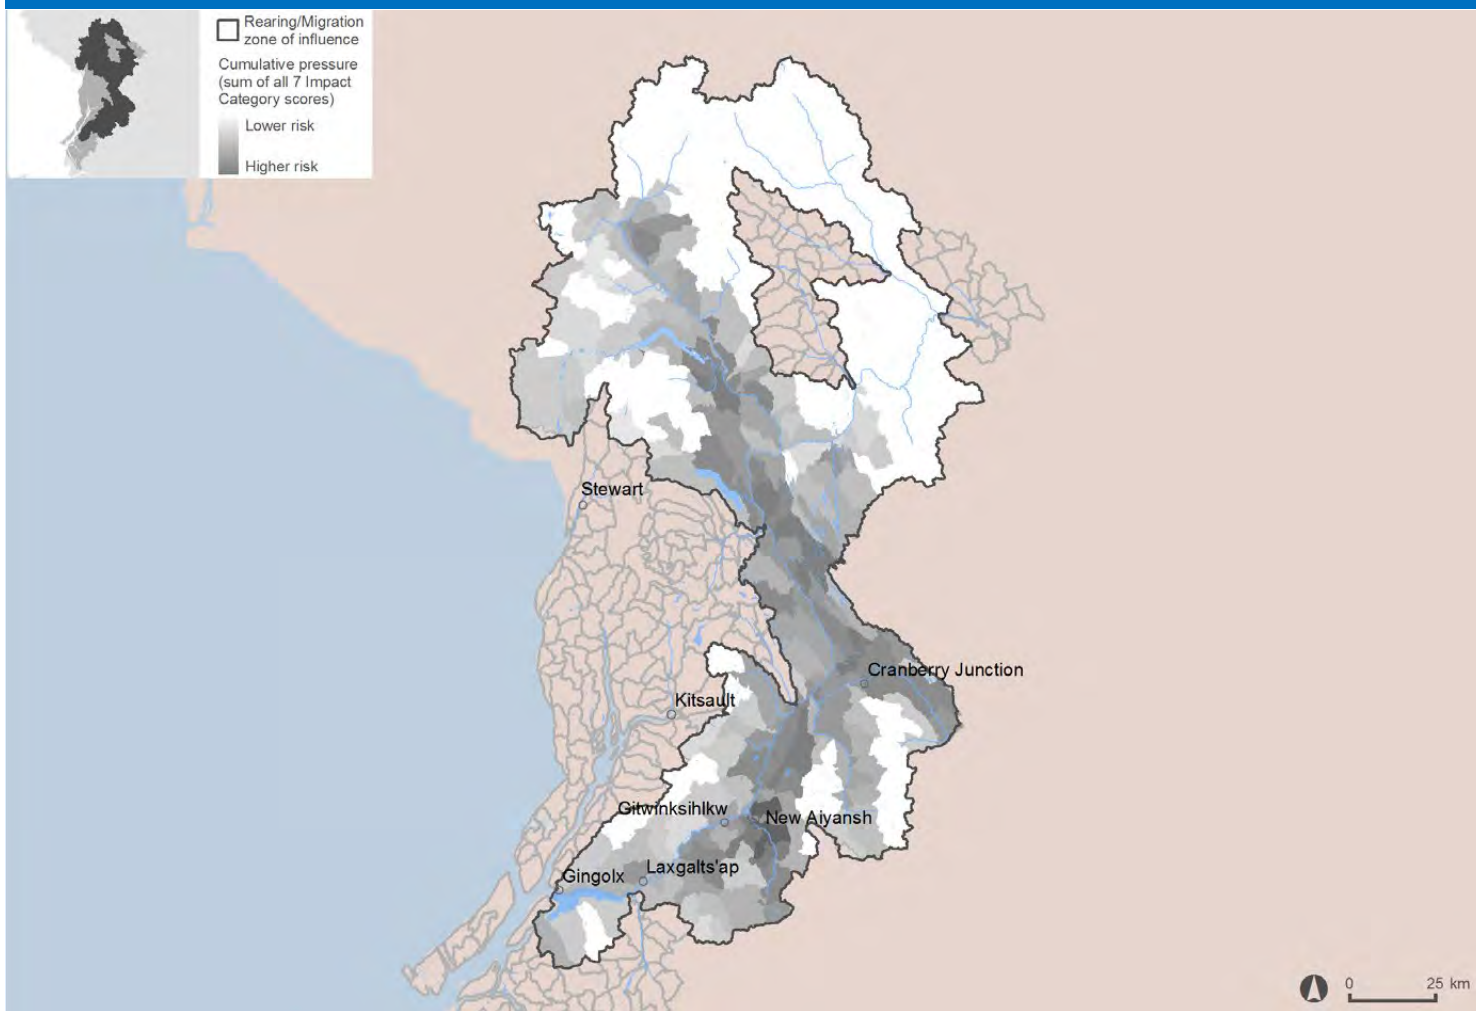 Rearing/Migration
zone of influence
Cumulative pressure
(sum of all 7 Impact
Category scores)
Lower risk
Higher risk
Stewart
Cranberry Junction
Kitsault
Gitwinksihlkw
New Aiyansh
Laxgalts'ap
Gingolx
0 25 km